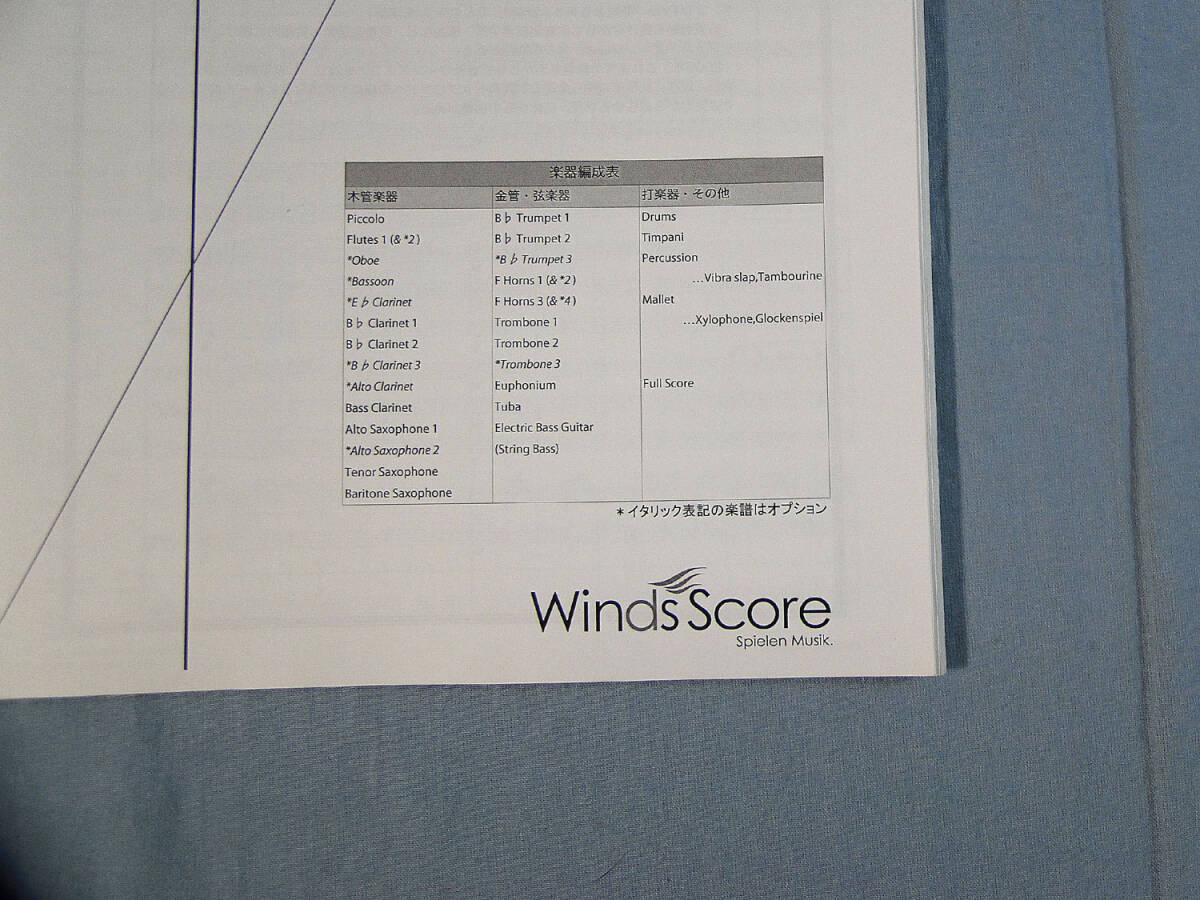 楽器編成表
木管楽器
Piccolo
Flutes 1 (& *2)
*Oboe
*Bassoon
*E♭ Clarinet
B♭ Clarinet 1
B♭ Clarinet 2
*B♭ Clarinet 3
*Alto Clarinet
Bass Clarinet
Alto Saxophone 1
*Alto Saxophone 2
Tenor Saxophone
Baritone Saxophone
金管・弦楽器
B♭ Trumpet 1
B♭ Trumpet 2
*B♭ Trumpet 3
F Horns 1 (& *2)
F Horns 3 (& *4)
Trombone 1
Trombone 2
*Trombone 3
Euphonium
Tuba
Electric Bass Guitar
(String Bass)
打楽器・その他
Drums
Timpani
Percussion
...Vibra slap,Tambourine
Mallet
...Xylophone,Glockenspiel
Full Score
＊イタリック表記の楽譜はオプション
WindsScore
Spielen Musik.